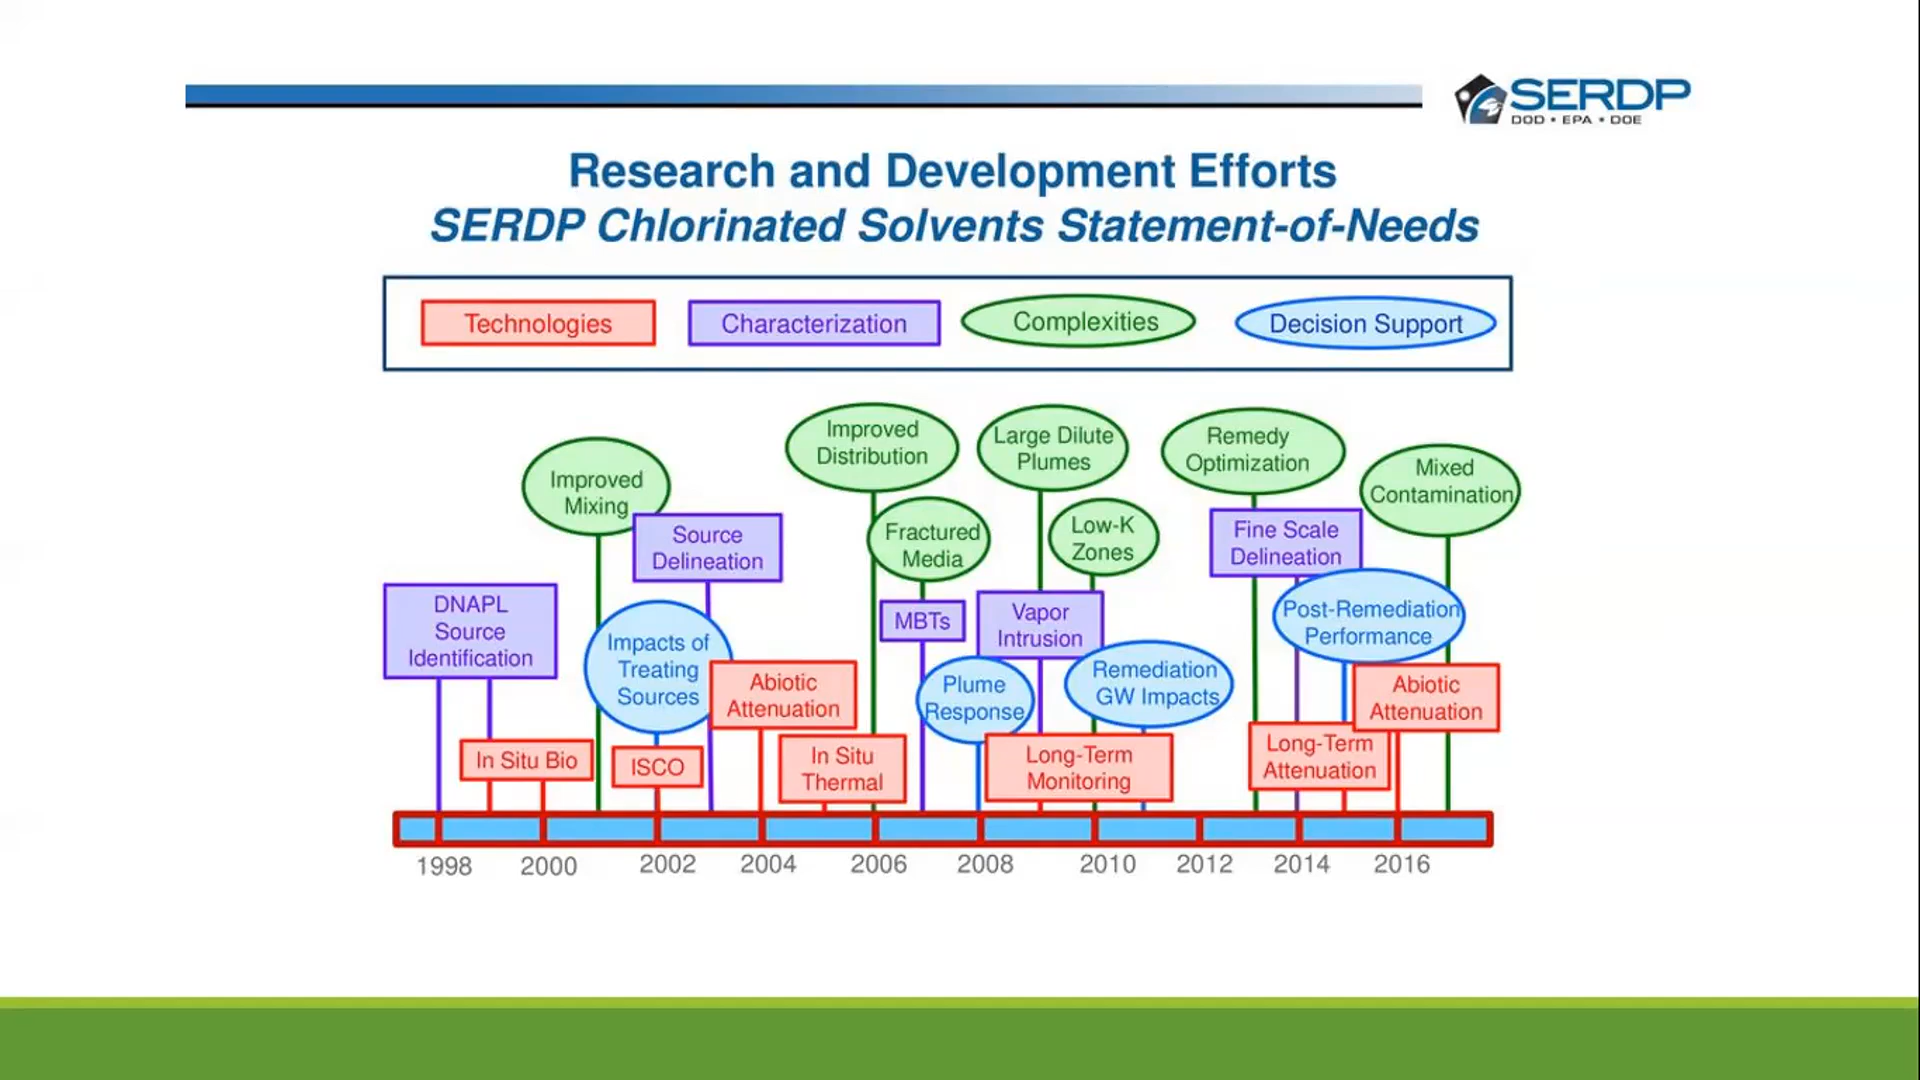 SERDP
DOD • EPA • DOE
Research and Development Efforts
SERDP Chlorinated Solvents Statement-of-Needs
Technologies
Characterization
Complexities
Decision Support
Improved
Mixing
Improved
Distribution
Large Dilute
Plumes
Remedy
Optimization
Mixed
Contamination
Source
Delineation
Fractured
Media
Low-K
Zones
Fine Scale
Delineation
DNAPL
Source
Identification
Impacts of
Treating
Sources
MBTs
Vapor
Intrusion
Post-Remediation
Performance
Abiotic
Attenuation
Plume
Response
Remediation
GW Impacts
Abiotic
Attenuation
In Situ Bio
ISCO
In Situ
Thermal
Long-Term
Monitoring
Long-Term
Attenuation
1998
2000
2002
2004
2006
2008
2010
2012
2014
2016